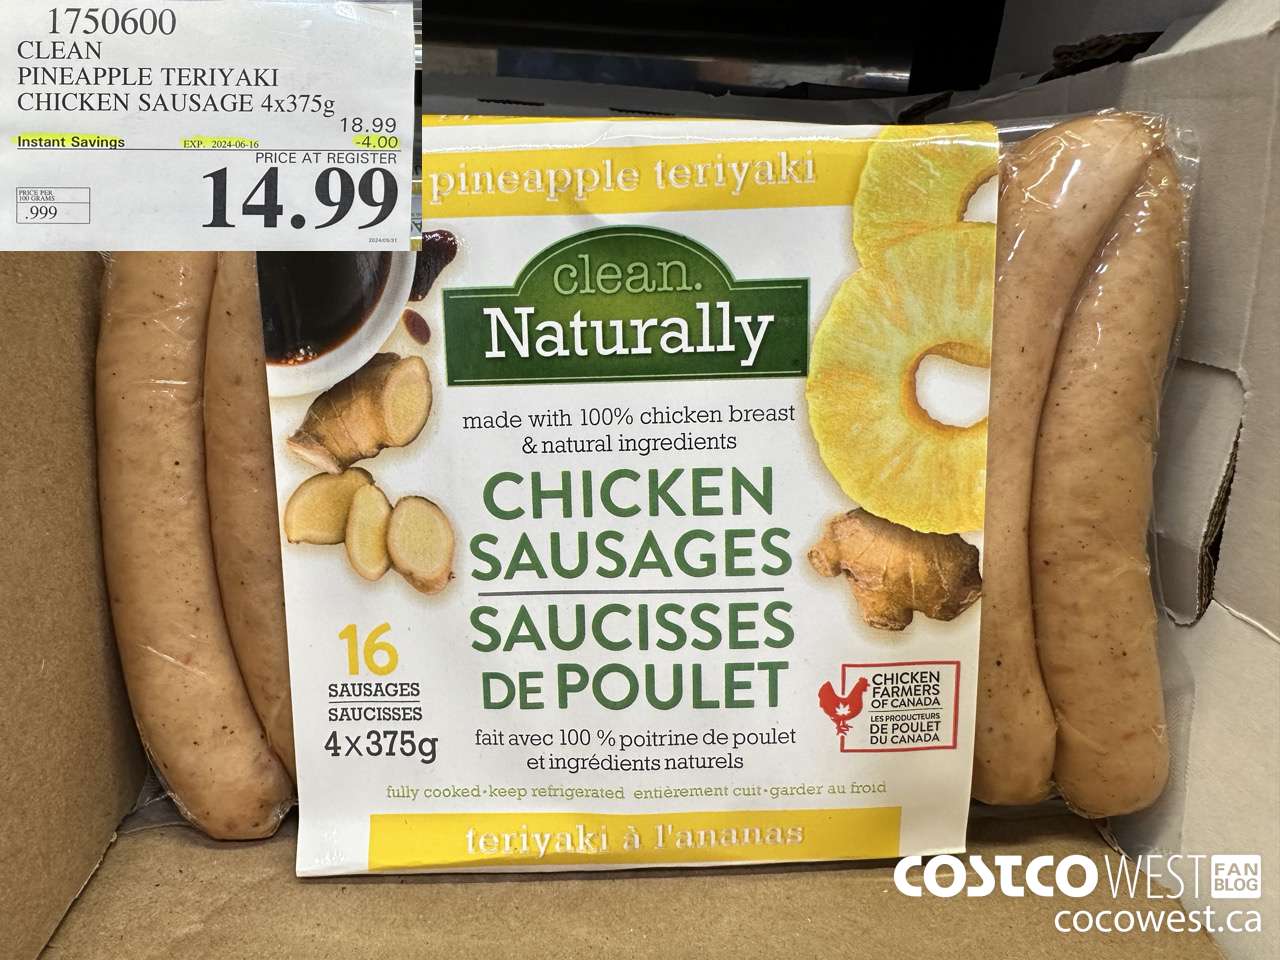 1750600
CLEAN
PINEAPPLE TERIYAKI
CHICKEN SAUSAGE 4x375g
18.99
Instant Savings EXP. 2024-06-16 -4.00
PRICE AT REGISTER
PRICE PER
100 GRAMS
.999
14.99
pineapple teriyaki
clean.
Naturally
made with 100% chicken breast
& natural ingredients
CHICKEN
SAUSAGES
SAUCISSES
DE POULET
16
SAUSAGES
SAUCISSES
4x375g
fait avec 100 % poitrine de poulet
et ingrédients naturels
CHICKEN
FARMERS
OF CANADA
LES PRODUCTEURS
DE POULET
DU CANADA
fully cooked•keep refrigerated entièrement cuit•garder au froid
teriyaki à l'ananas
COSTCO WEST FAN
BLOG
cocowest.ca